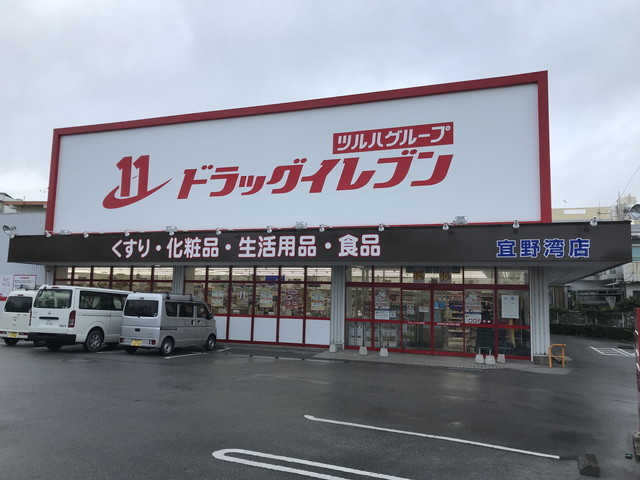 ツルハグループ
11 ドラッグイレブン
くすり・化粧品・生活用品・食品
宜野湾店